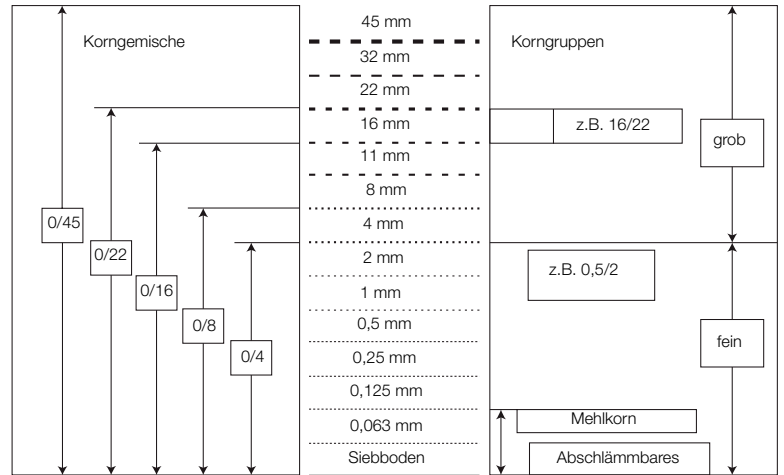 Korngemische
0/45
0/22
0/16
0/8
0/4
45 mm
32 mm
22 mm
16 mm
11 mm
8 mm
4 mm
2 mm
1 mm
0,5 mm
0,25 mm
0,125 mm
0,063 mm
Siebboden
Korngruppen
z.B. 16/22
grob
z.B. 0,5/2
fein
Mehlkorn
Abschlämmbares